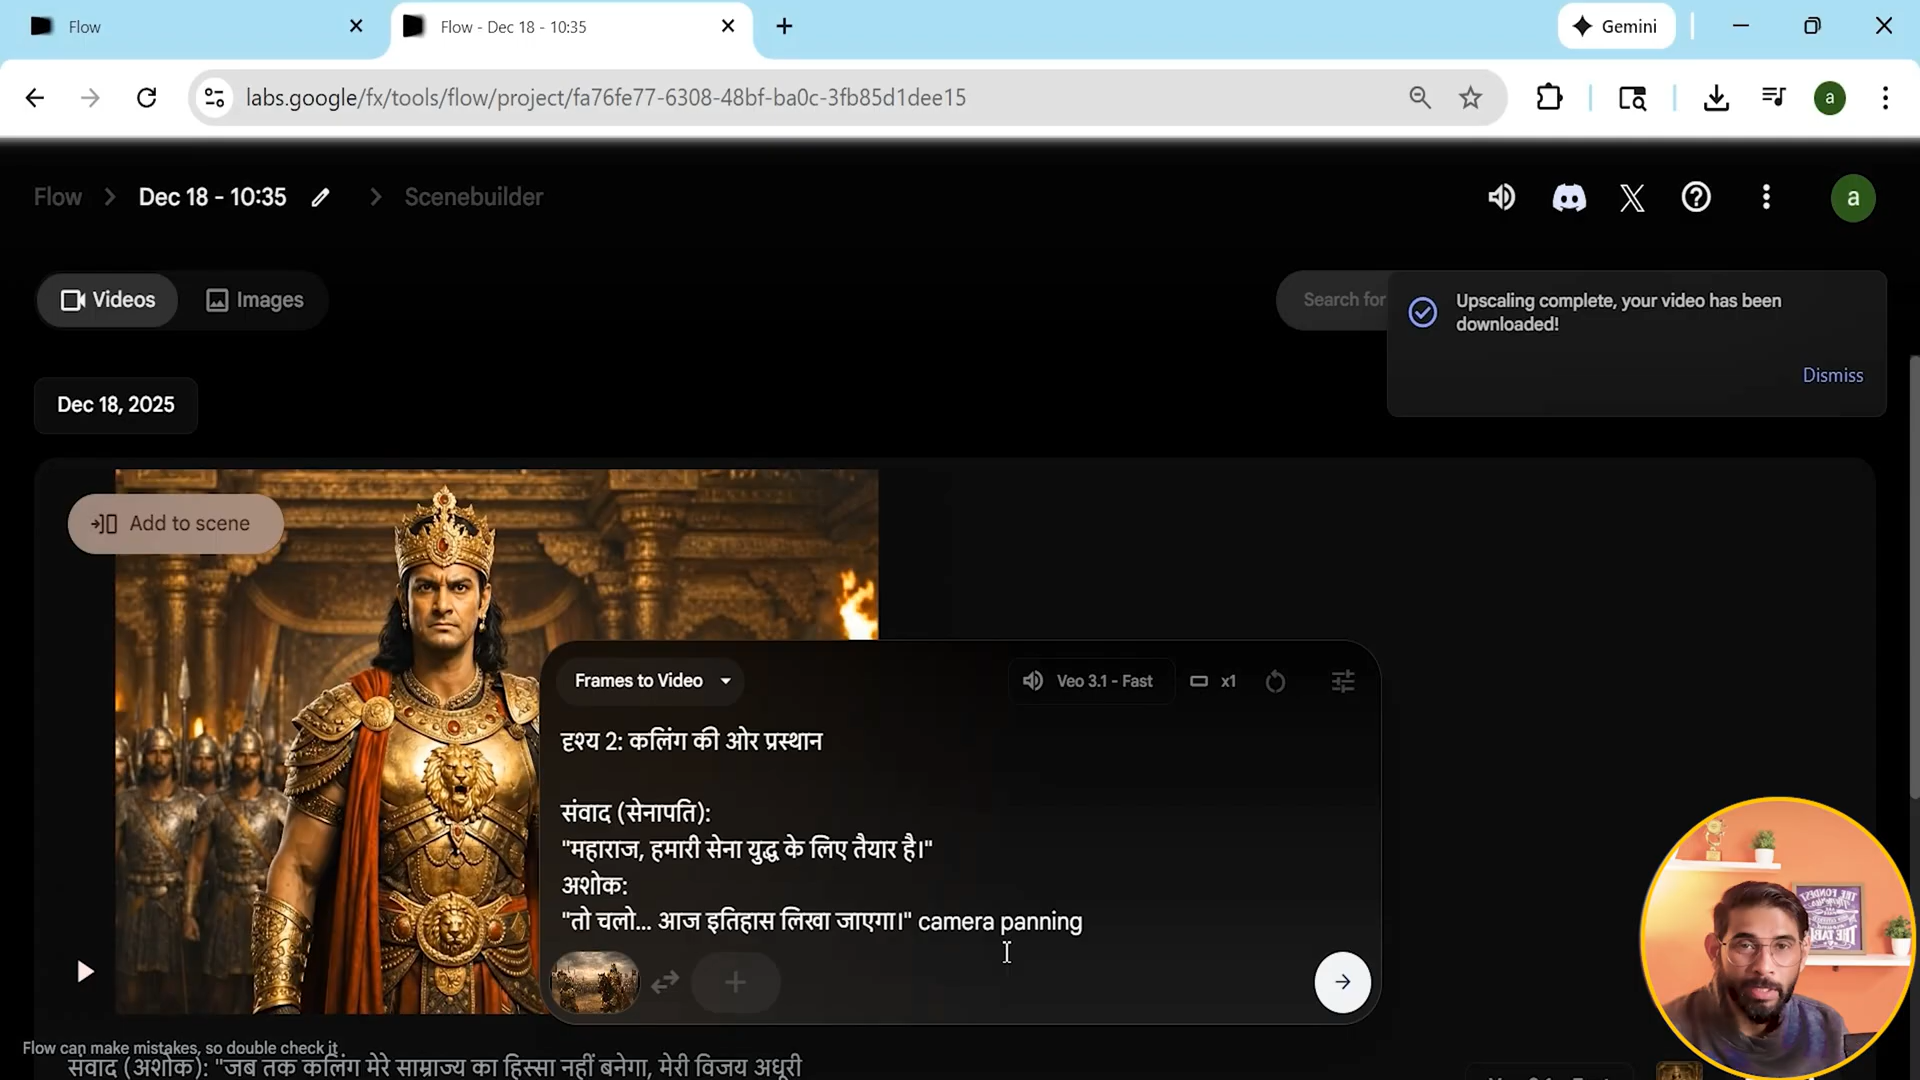 Flow
Flow - Dec 18 - 10:35
Gemini
labs.google/fx/tools/flow/project/fa76fe77-6308-48bf-ba0c-3fb85d1dee15
a
Flow
Dec 18 - 10:35
Scenebuilder
a
Videos
Images
Search for
Upscaling complete, your video has been
downloaded!
Dismiss
Dec 18, 2025
Add to scene
Frames to Video
Veo 3.1 - Fast
x1
दृश्य 2: कलिंग की ओर प्रस्थान
संवाद (सेनापति):
"महाराज, हमारी सेना युद्ध के लिए तैयार है।"
अशोक:
"तो चलो... आज इतिहास लिखा जाएगा।" camera panning
Flow can make mistakes, so double check it
संवाद (अशोक): "जब तक कलिंग मेरे साम्राज्य का हिस्सा नहीं बनेगा, मेरी विजय अधूरी
THE FONDEST
THE TABL